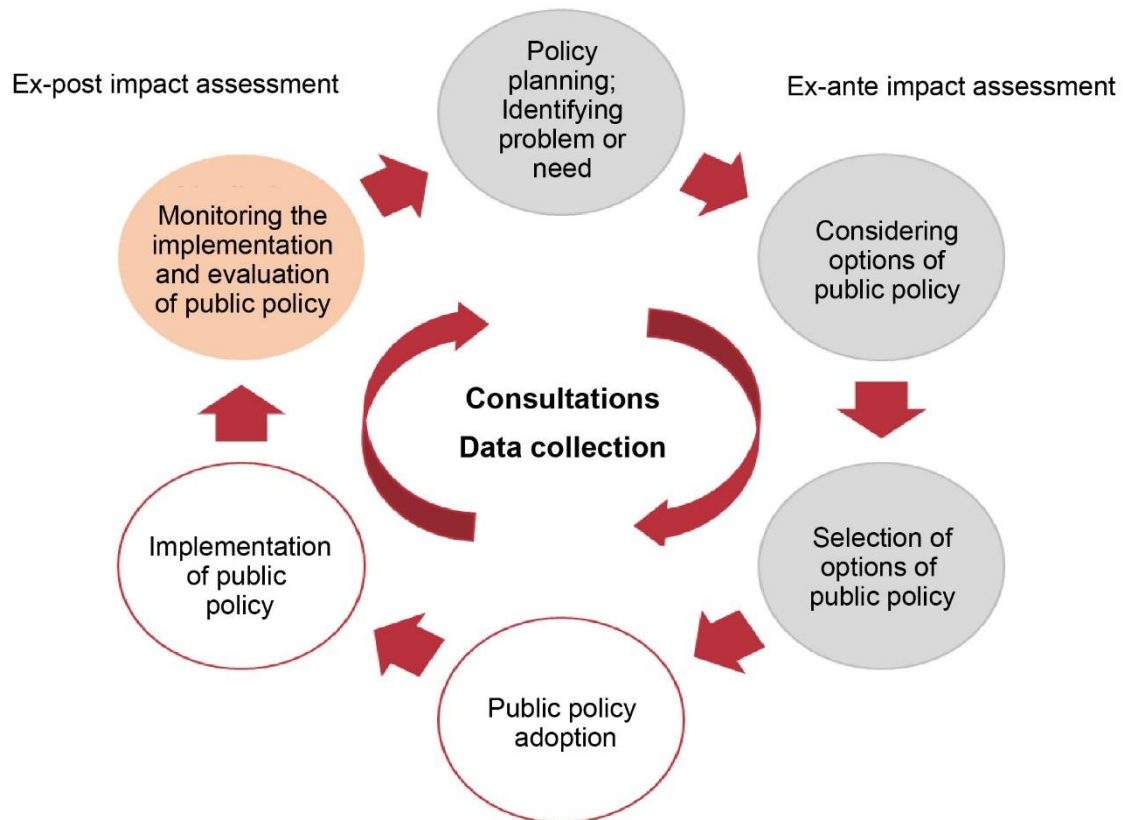 Ex-post impact assessment
Policy
planning;
Identifying
problem or
need
Ex-ante impact assessment
Considering
options of
public policy
Selection of
options of
public policy
Public policy
adoption
Implementation
of public
policy
Monitoring the
implementation
and evaluation
of public policy
Consultations
Data collection